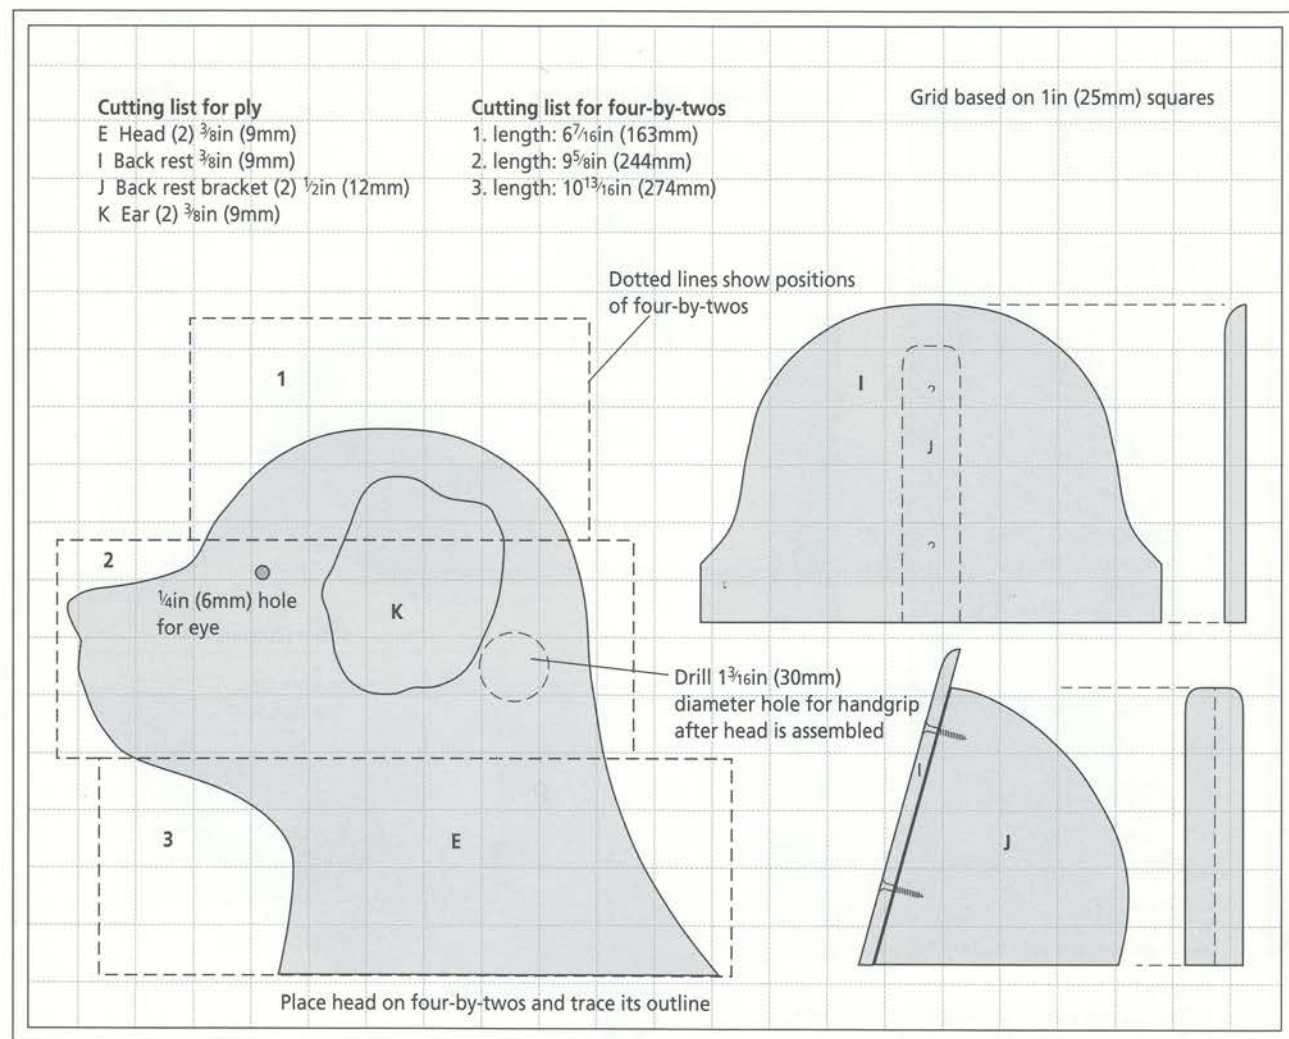 Cutting list for ply
E Head (2) 3/8in (9mm)
I Back rest 3/8in (9mm)
J Back rest bracket (2) 1/2in (12mm)
K Ear (2) 3/8in (9mm)
Cutting list for four-by-twos
1. length: 6 7/16in (163mm)
2. length: 9 5/8in (244mm)
3. length: 10 13/16in (274mm)
Grid based on 1in (25mm) squares
Dotted lines show positions
of four-by-twos
1
I
J
2
1/4in (6mm) hole
for eye
K
Drill 1 3/16in (30mm)
diameter hole for handgrip
after head is assembled
3
E
I
J
Place head on four-by-twos and trace its outline